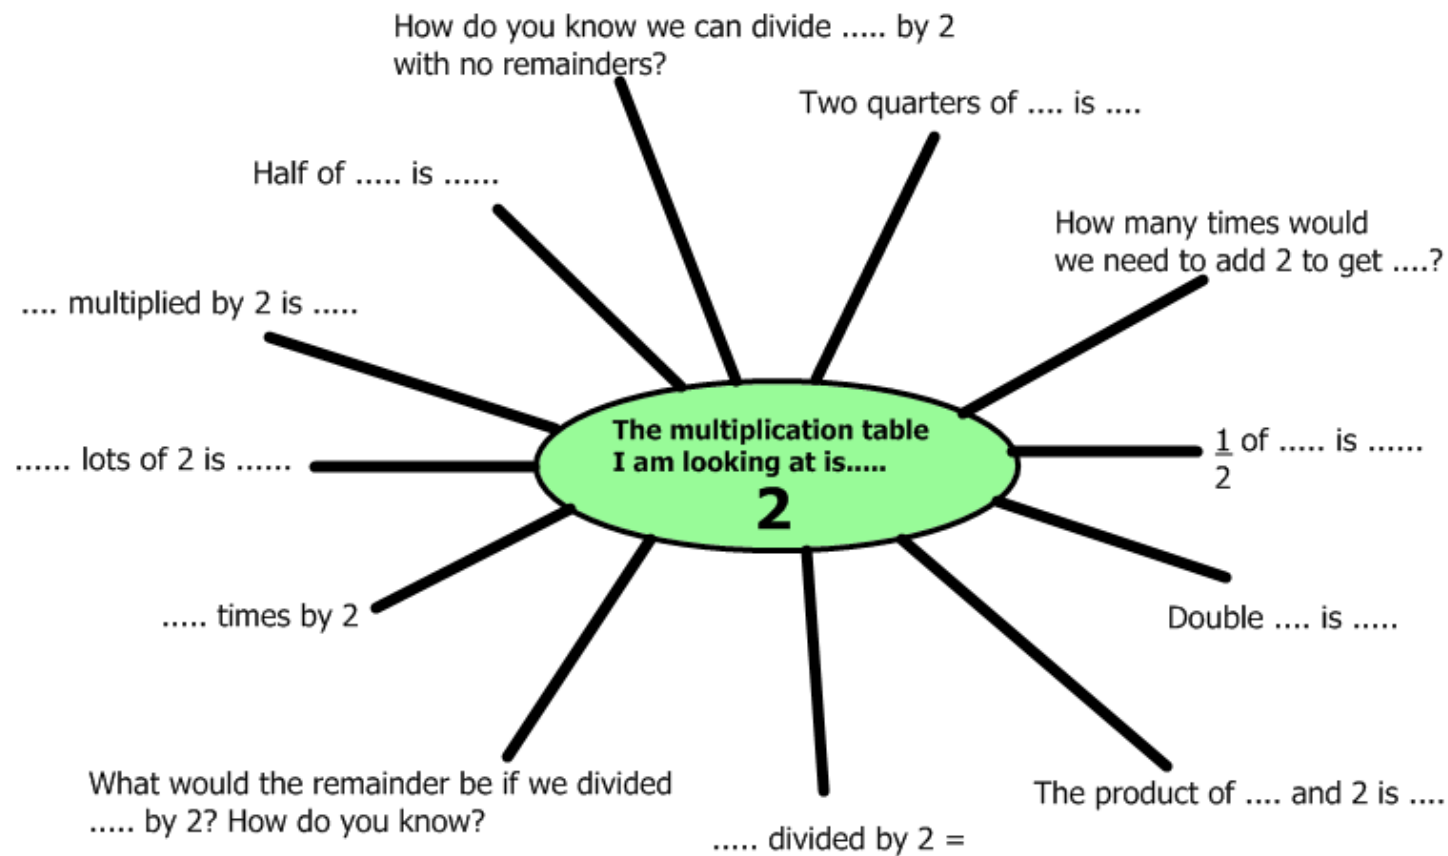 How do you know we can divide ..... by 2
with no remainders?
Two quarters of .... is ....
Half of ..... is ......
How many times would
we need to add 2 to get ....?
.... multiplied by 2 is .....
The multiplication table
I am looking at is.....
2
1/2 of ..... is ......
...... lots of 2 is ......
..... times by 2
Double .... is .....
What would the remainder be if we divided
..... by 2? How do you know?
The product of .... and 2 is ....
..... divided by 2 =